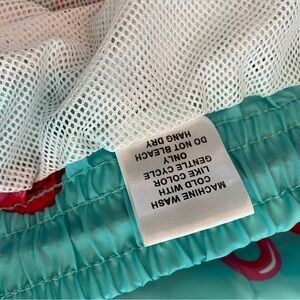 MACHINE WASH
COLD WITH
LIKE COLOR,
GENTLE CYCLE
ONLY
DO NOT BLEACH
HANG DRY